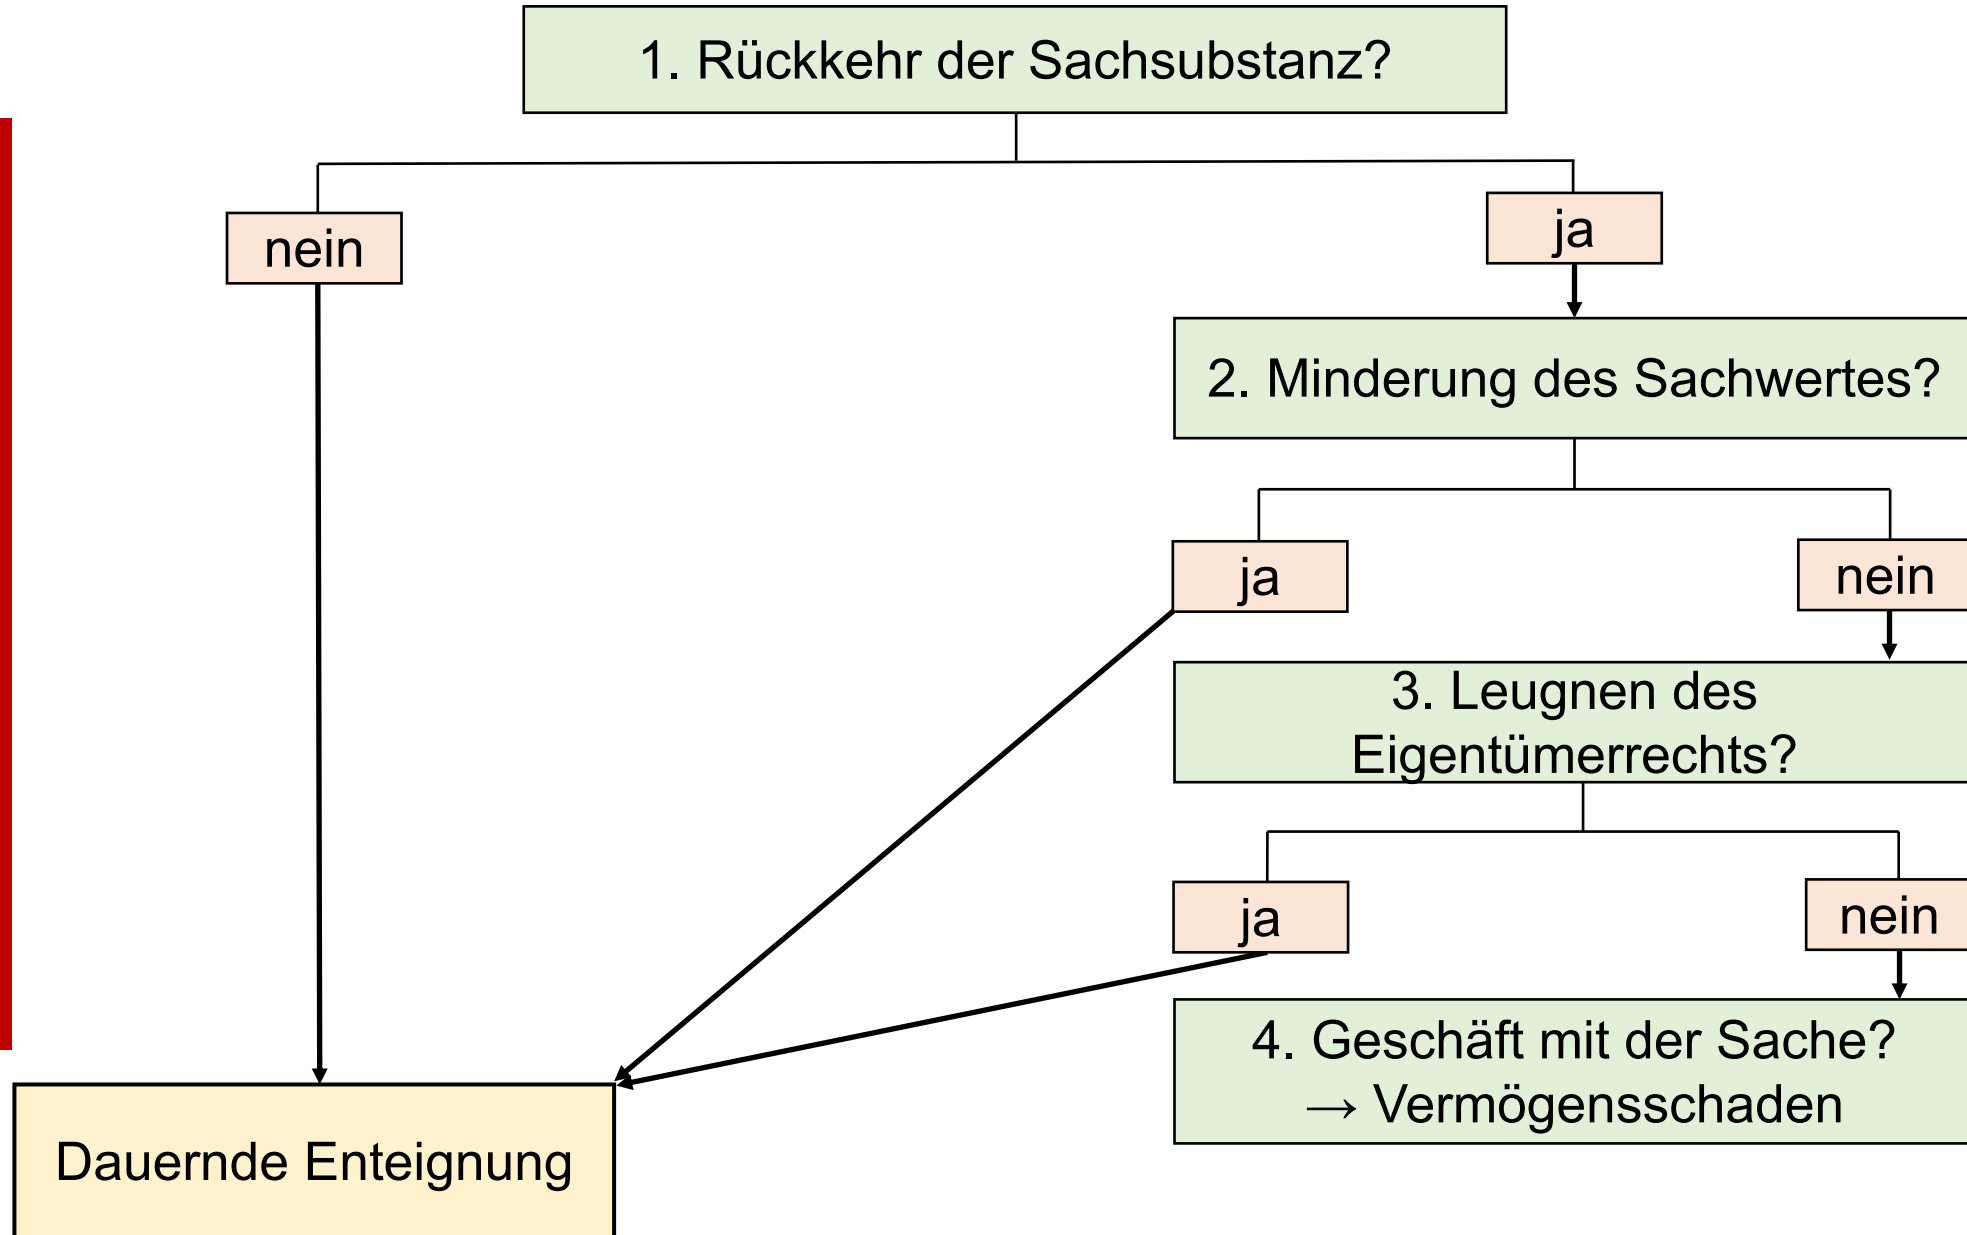 1. Rückkehr der Sachsubstanz?
nein
ja
2. Minderung des Sachwertes?
ja
nein
3. Leugnen des
Eigentümerrechts?
ja
nein
4. Geschäft mit der Sache?
→ Vermögensschaden
Dauernde Enteignung